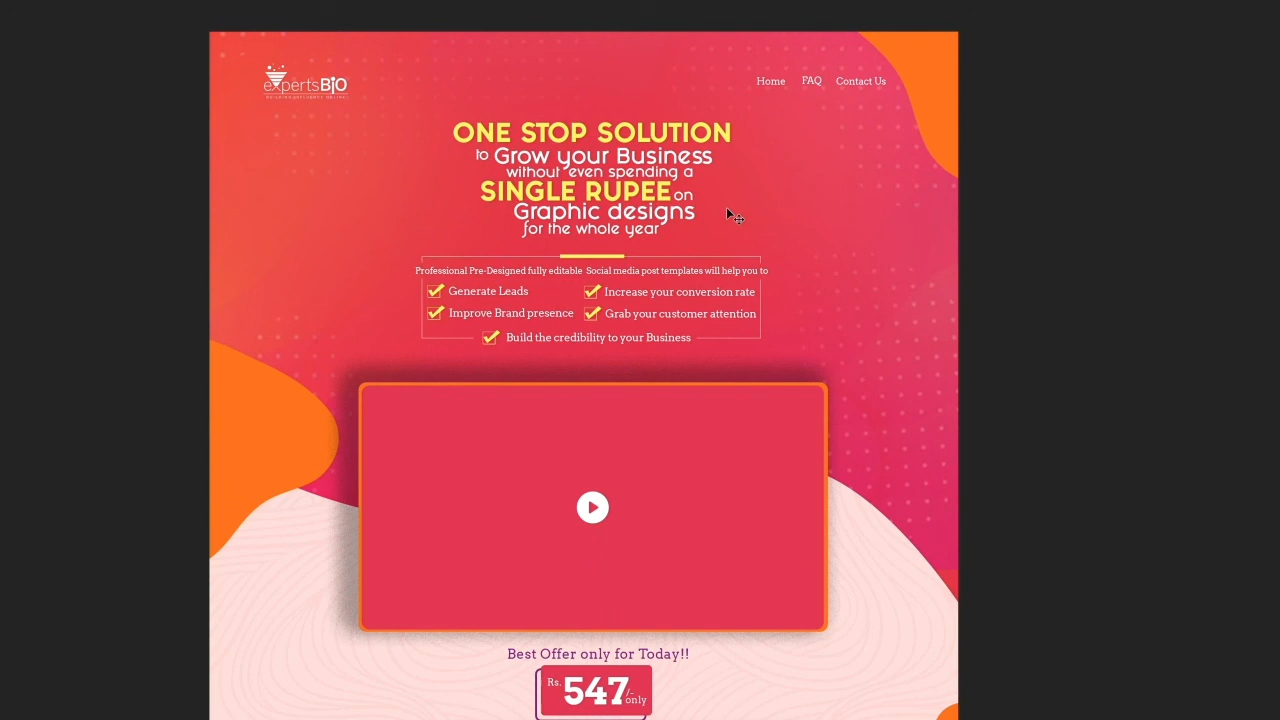 expertsBiO
Home FAQ Contact Us
ONE STOP SOLUTION
to Grow your Business
without even spending a
SINGLE RUPEE on
Graphic designs
for the whole year
Professional Pre-Designed fully editable Social media post templates will help you to
Generate Leads Increase your conversion rate
Improve Brand presence Grab your customer attention
Build the credibility to your Business
Best Offer only for Today!!
Rs. 547/- only